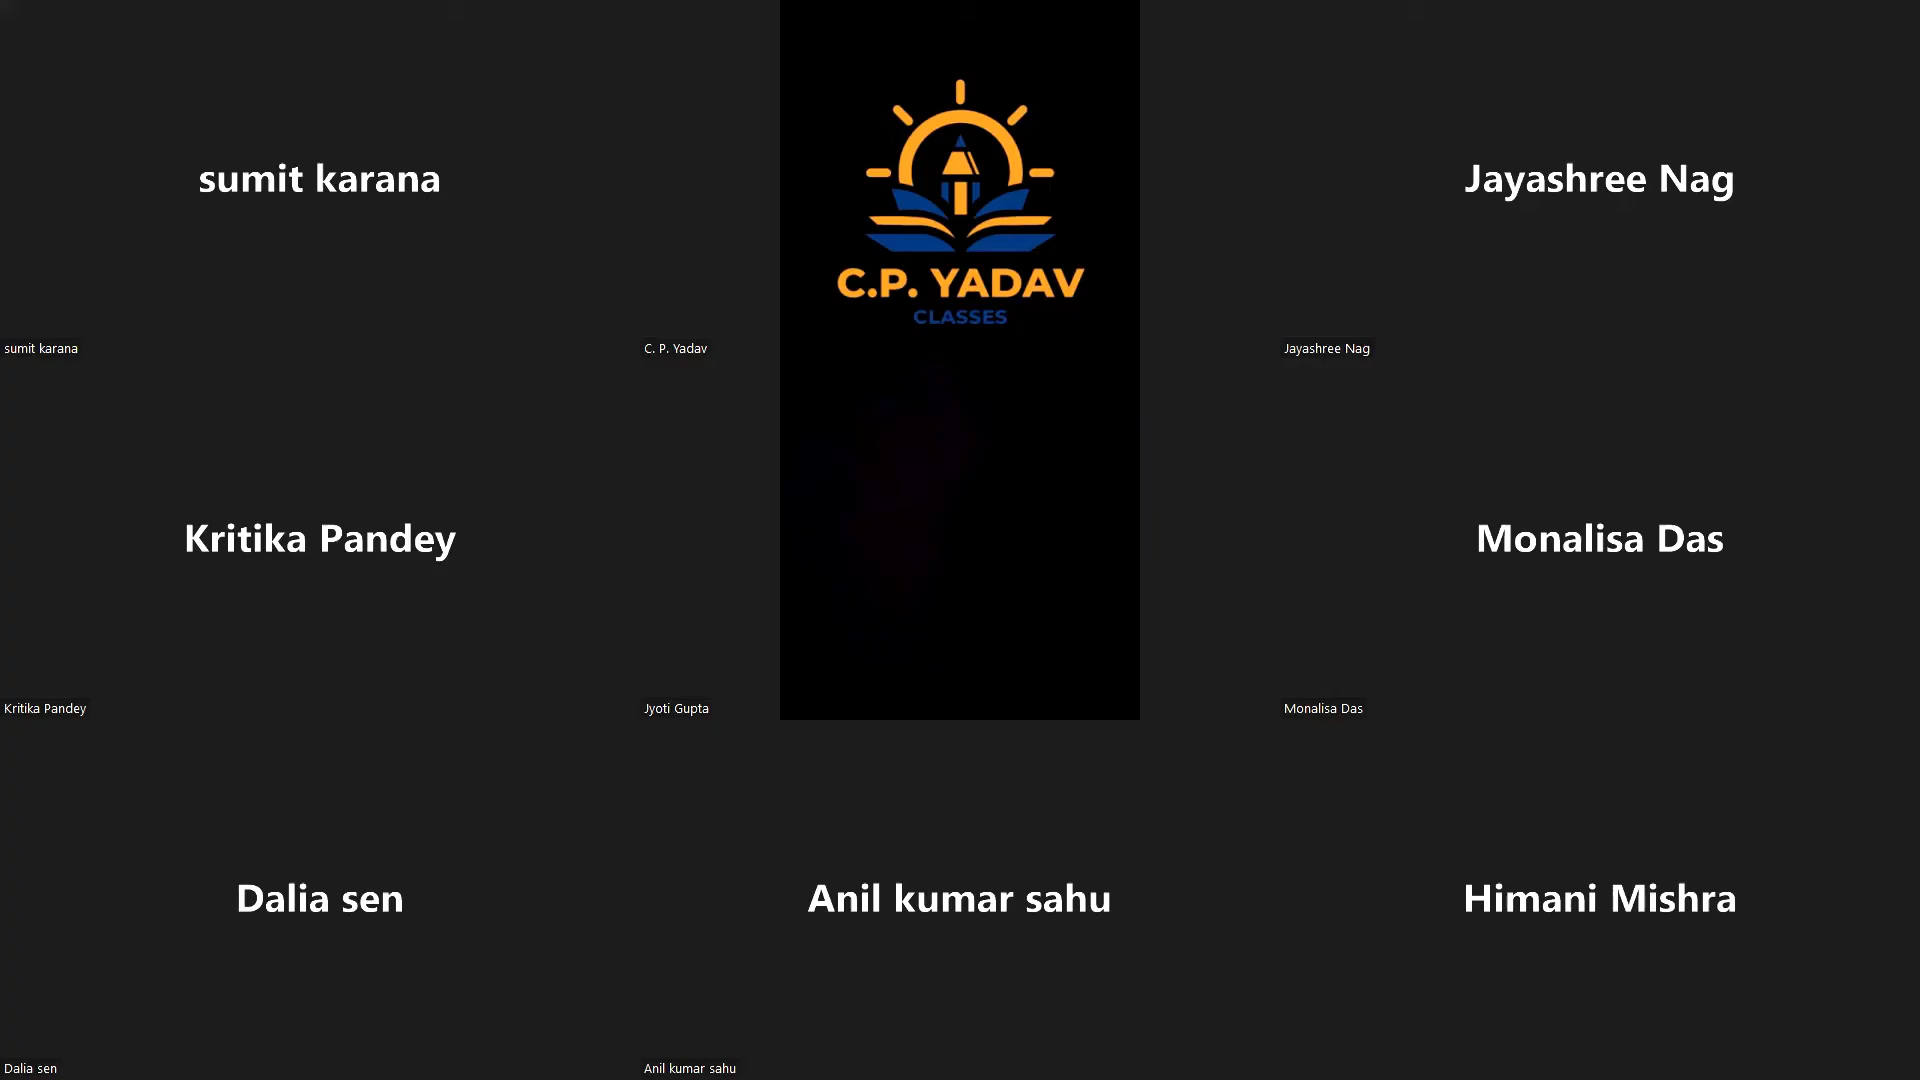 sumit karana
sumit karana
C.P. YADAV
CLASSES
C. P. Yadav
Jayashree Nag
Jayashree Nag
Kritika Pandey
Kritika Pandey
Jyoti Gupta
Monalisa Das
Monalisa Das
Dalia sen
Dalia sen
Anil kumar sahu
Anil kumar sahu
Himani Mishra